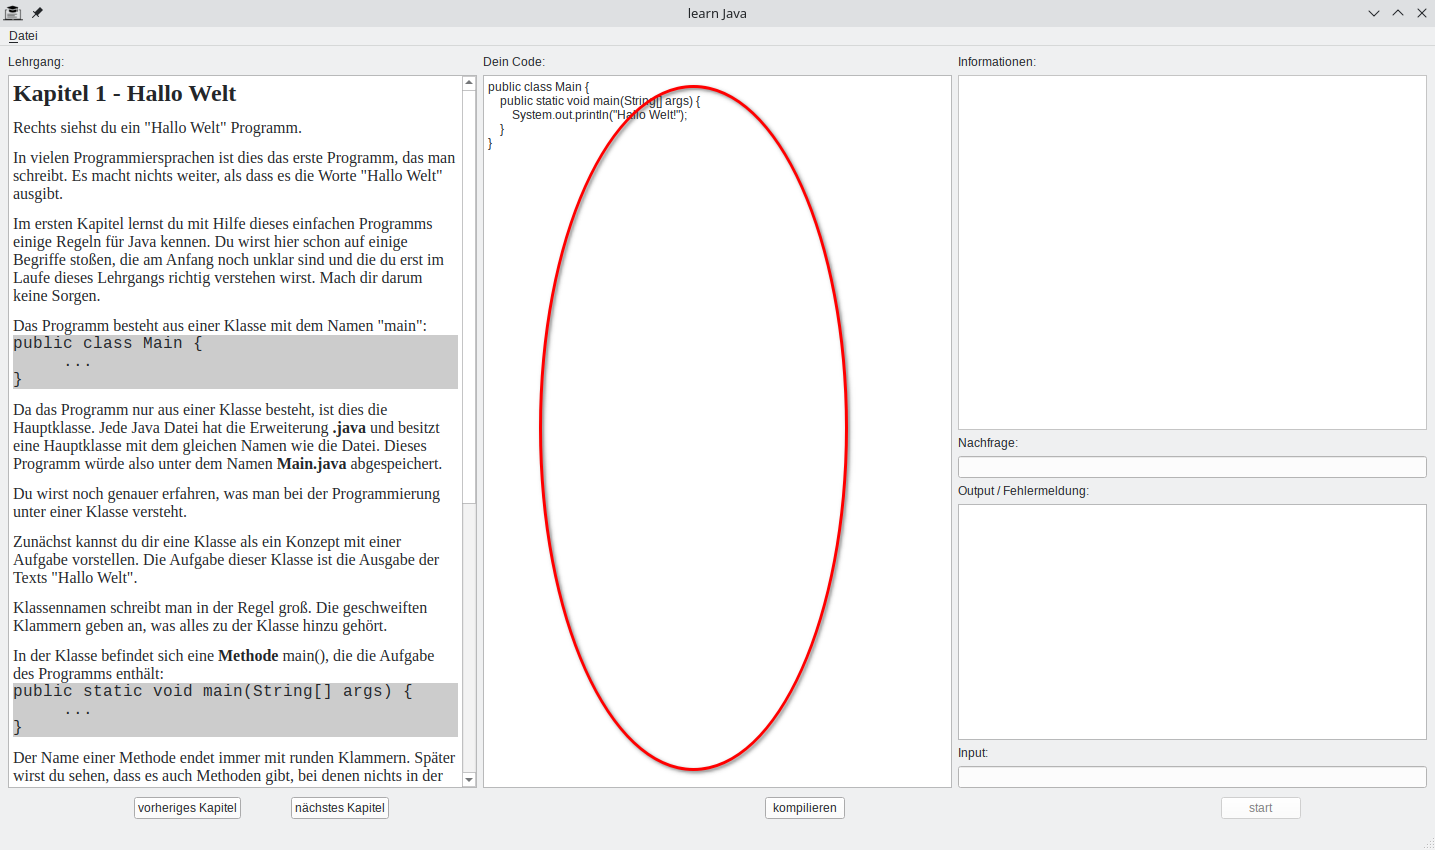 learn Java
Datei
Lehrgang:
Kapitel 1 - Hallo Welt
Rechts siehst du ein "Hallo Welt" Programm.
In vielen Programmiersprachen ist dies das erste Programm, das man
schreibt. Es macht nichts weiter, als dass es die Worte "Hallo Welt"
ausgibt.
Im ersten Kapitel lernst du mit Hilfe dieses einfachen Programms
einige Regeln für Java kennen. Du wirst hier schon auf einige
Begriffe stoßen, die am Anfang noch unklar sind und die du erst im
Laufe dieses Lehrgangs richtig verstehen wirst. Mach dir darum
keine Sorgen.
Das Programm besteht aus einer Klasse mit dem Namen "main":
public class Main {
...
}
Da das Programm nur aus einer Klasse besteht, ist dies die
Hauptklasse. Jede Java Datei hat die Erweiterung .java und besitzt
eine Hauptklasse mit dem gleichen Namen wie die Datei. Dieses
Programm würde also unter dem Namen Main.java abgespeichert.
Du wirst noch genauer erfahren, was man bei der Programmierung
unter einer Klasse versteht.
Zunächst kannst du dir eine Klasse als ein Konzept mit einer
Aufgabe vorstellen. Die Aufgabe dieser Klasse ist die Ausgabe der
Texts "Hallo Welt".
Klassennamen schreibt man in der Regel groß. Die geschweiften
Klammern geben an, was alles zu der Klasse hinzu gehört.
In der Klasse befindet sich eine Methode main(), die die Aufgabe
des Programms enthält:
public static void main(String[] args) {
...
}
Der Name einer Methode endet immer mit runden Klammern. Später
wirst du sehen, dass es auch Methoden gibt, bei denen nichts in der
vorheriges Kapitel
nächstes Kapitel
Dein Code:
public class Main {
public static void main(String[] args) {
System.out.println("Hallo Welt!");
}
}
kompilieren
Informationen:
Nachfrage:
Output / Fehlermeldung:
Input:
start